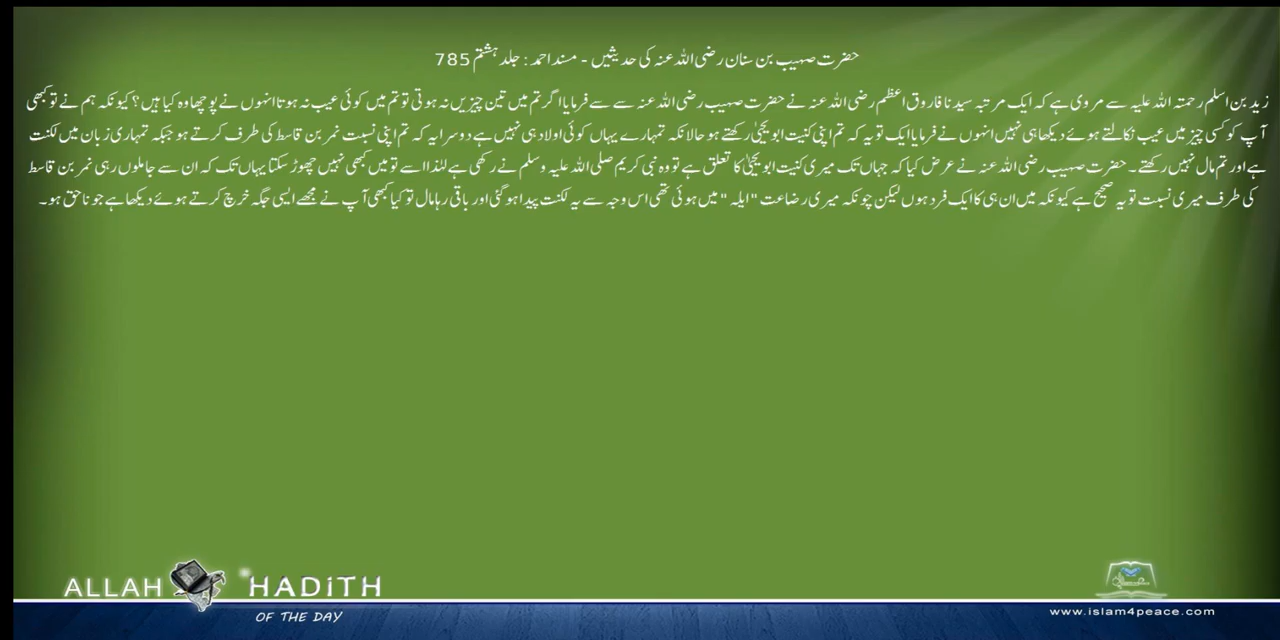 حضرت صہیب بن سنان رضی اللہ عنہ کی حدیثیں - مسند احمد : جلد ہشتم 785
زید بن اسلم رحمتہ اللہ علیہ سے مروی ہے کہ ایک مرتبہ سیدنا فاروق اعظم رضی اللہ عنہ نے حضرت صہیب رضی اللہ عنہ سے سے فرمایا اگر تم میں تین چیزیں نہ ہوتی تو تم میں کوئی عیب نہ ہوتا انہوں نے پوچھا وہ کیا ہیں؟ کیونکہ ہم نے تو کبھی
آپ کو کسی چیز میں عیب نکالتے ہوئے دیکھا ہی نہیں انہوں نے فرمایا ایک تو یہ کہ تم اپنی کنیت ابویحییٰ رکھتے ہو حالانکہ تمہارے یہاں کوئی اولاد ہی نہیں ہے دوسرا یہ کہ تم اپنی نسبت نمر بن قاسط کی طرف کرتے ہو جبکہ تمہاری زبان میں لکنت
ہے اور تم مال نہیں رکھتے۔ حضرت صہیب رضی اللہ عنہ نے عرض کیا کہ جہاں تک میری کنیت ابویحییٰ کا تعلق ہے تو وہ نبی کریم صلی اللہ علیہ وسلم نے رکھی ہے لہٰذا اسے تو میں کبھی نہیں چھوڑ سکتا یہاں تک کہ ان سے جاملوں رہی نمر بن قاسط
کی طرف میری نسبت تو یہ صحیح ہے کیونکہ میں ان ہی کا ایک فرد ہوں لیکن چونکہ میری رضاعت "ایلہ" میں ہوئی تھی اس وجہ سے یہ لکنت پیدا ہوگئی اور باقی رہا مال تو کیا کبھی آپ نے مجھے ایسی جگہ خرچ کرتے ہوئے دیکھا ہے جو ناحق ہو۔
ALLAH HADITH
OF THE DAY
www.islam4peace.com